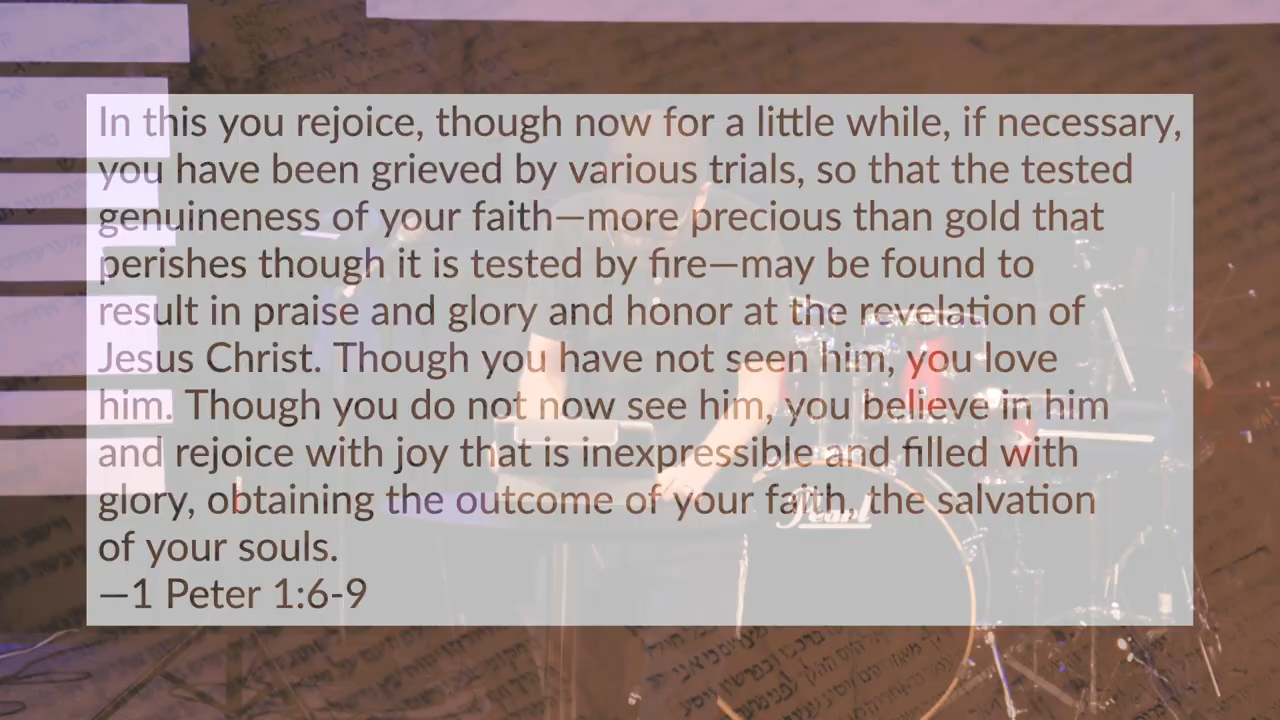 In this you rejoice, though now for a little while, if necessary,
you have been grieved by various trials, so that the tested
genuineness of your faith—more precious than gold that
perishes though it is tested by fire—may be found to
result in praise and glory and honor at the revelation of
Jesus Christ. Though you have not seen him, you love
him. Though you do not now see him, you believe in him
and rejoice with joy that is inexpressible and filled with
glory, obtaining the outcome of your faith, the salvation
of your souls.
—1 Peter 1:6-9
Pearl